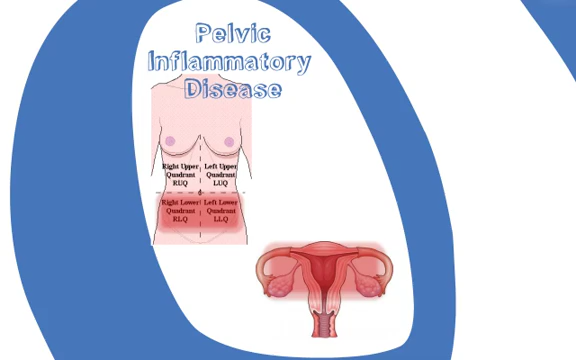 Pelvic
Inflammatory
Disease
Right Upper Left Upper
Quadrant Quadrant
RUQ LUQ
Right Lower Left Lower
Quadrant Quadrant
RLQ LLQ